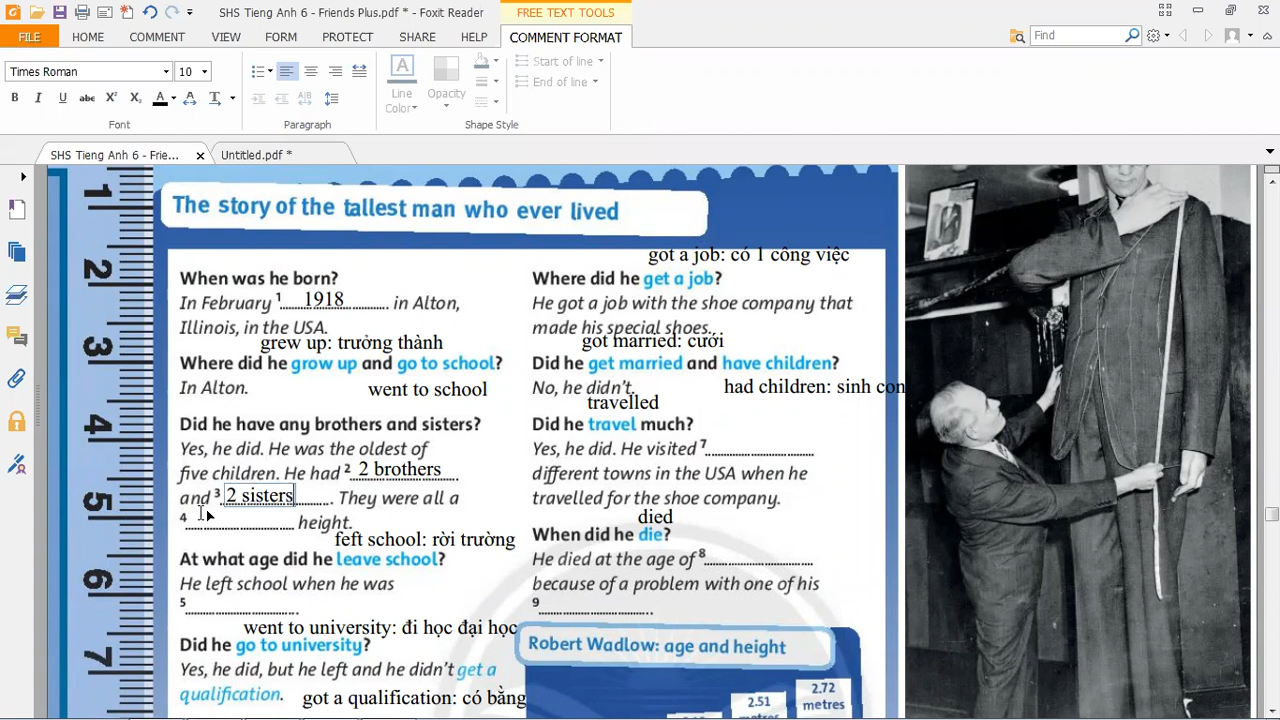 SHS Tieng Anh 6 - Friends Plus.pdf * - Foxit Reader
FREE TEXT TOOLS
FILE
HOME
COMMENT
VIEW
FORM
PROTECT
SHARE
HELP
COMMENT FORMAT
Find
Times Roman
10
Font
Paragraph
Line Color
Opacity
Start of line
End of line
Shape Style
SHS Tieng Anh 6 - Frie...
Untitled.pdf *
1
2
3
4
5
6
7
The story of the tallest man who ever lived
When was he born?
In February 1 1918 in Alton,
Illinois, in the USA.
grew up: trưởng thành
Where did he grow up and go to school?
In Alton.
went to school
Did he have any brothers and sisters?
Yes, he did. He was the oldest of
five children. He had 2 2 brothers
and 3 2 sisters. They were all a
4 height.
feft school: rời trường
At what age did he leave school?
He left school when he was
5
went to university: đi học đại học
Did he go to university?
Yes, he did, but he left and he didn't get a
qualification.
got a qualification: có bằng
got a job: có 1 công việc
Where did he get a job?
He got a job with the shoe company that
made his special shoes.
got married: cưới
Did he get married and have children?
No, he didn't.
had children: sinh con
travelled
Did he travel much?
Yes, he did. He visited 7
different towns in the USA when he
travelled for the shoe company.
died
When did he die?
He died at the age of 8
because of a problem with one of his
9
Robert Wadlow: age and height
2.51
metres
2.72
metres